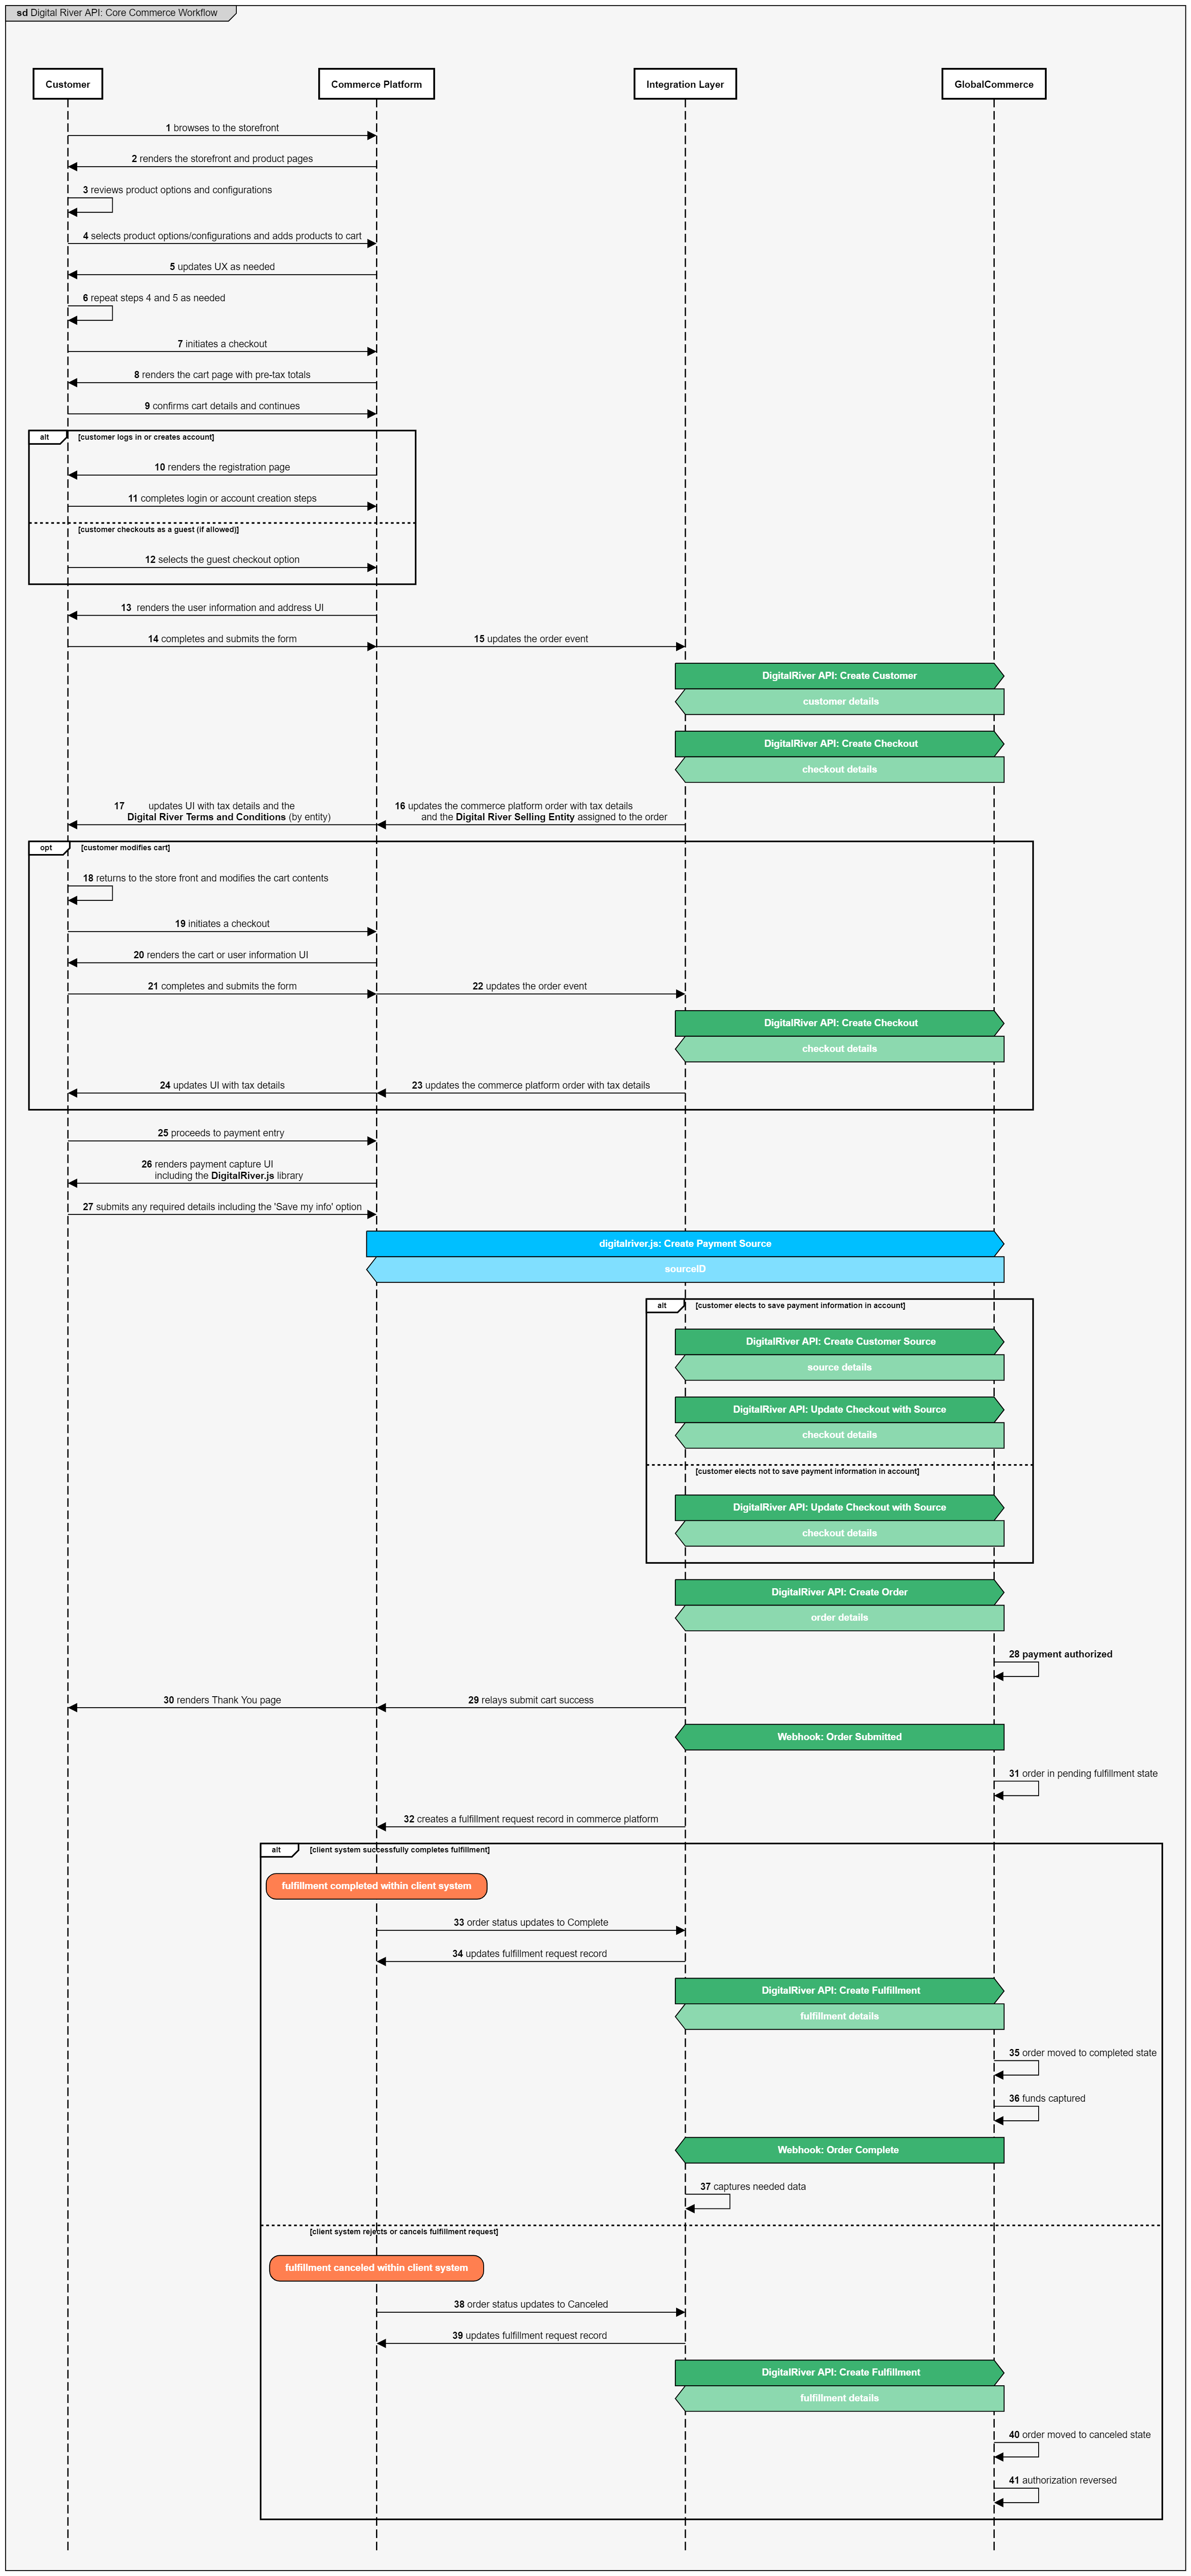 sd Digital River API: Core Commerce Workflow
Customer
Commerce Platform
Integration Layer
GlobalCommerce
1 browses to the storefront
2 renders the storefront and product pages
3 reviews product options and configurations
4 selects product options/configurations and adds products to cart
5 updates UX as needed
6 repeat steps 4 and 5 as needed
7 initiates a checkout
8 renders the cart page with pre-tax totals
9 confirms cart details and continues
alt
[customer logs in or creates account]
10 renders the registration page
11 completes login or account creation steps
[customer checkouts as a guest (if allowed)]
12 selects the guest checkout option
13 renders the user information and address UI
14 completes and submits the form
15 updates the order event
DigitalRiver API: Create Customer
customer details
DigitalRiver API: Create Checkout
checkout details
17 updates UI with tax details and the
Digital River Terms and Conditions (by entity)
16 updates the commerce platform order with tax details
and the Digital River Selling Entity assigned to the order
opt
[customer modifies cart]
18 returns to the store front and modifies the cart contents
19 initiates a checkout
20 renders the cart or user information UI
21 completes and submits the form
22 updates the order event
DigitalRiver API: Create Checkout
checkout details
24 updates UI with tax details
23 updates the commerce platform order with tax details
25 proceeds to payment entry
26 renders payment capture UI
including the DigitalRiver.js library
27 submits any required details including the 'Save my info' option
digitalriver.js: Create Payment Source
sourceID
alt
[customer elects to save payment information in account]
DigitalRiver API: Create Customer Source
source details
DigitalRiver API: Update Checkout with Source
checkout details
[customer elects not to save payment information in account]
DigitalRiver API: Update Checkout with Source
checkout details
DigitalRiver API: Create Order
order details
28 payment authorized
30 renders Thank You page
29 relays submit cart success
Webhook: Order Submitted
31 order in pending fulfillment state
32 creates a fulfillment request record in commerce platform
alt
[client system successfully completes fulfillment]
fulfillment completed within client system
33 order status updates to Complete
34 updates fulfillment request record
DigitalRiver API: Create Fulfillment
fulfillment details
35 order moved to completed state
36 funds captured
Webhook: Order Complete
37 captures needed data
[client system rejects or cancels fulfillment request]
fulfillment canceled within client system
38 order status updates to Canceled
39 updates fulfillment request record
DigitalRiver API: Create Fulfillment
fulfillment details
40 order moved to canceled state
41 authorization reversed